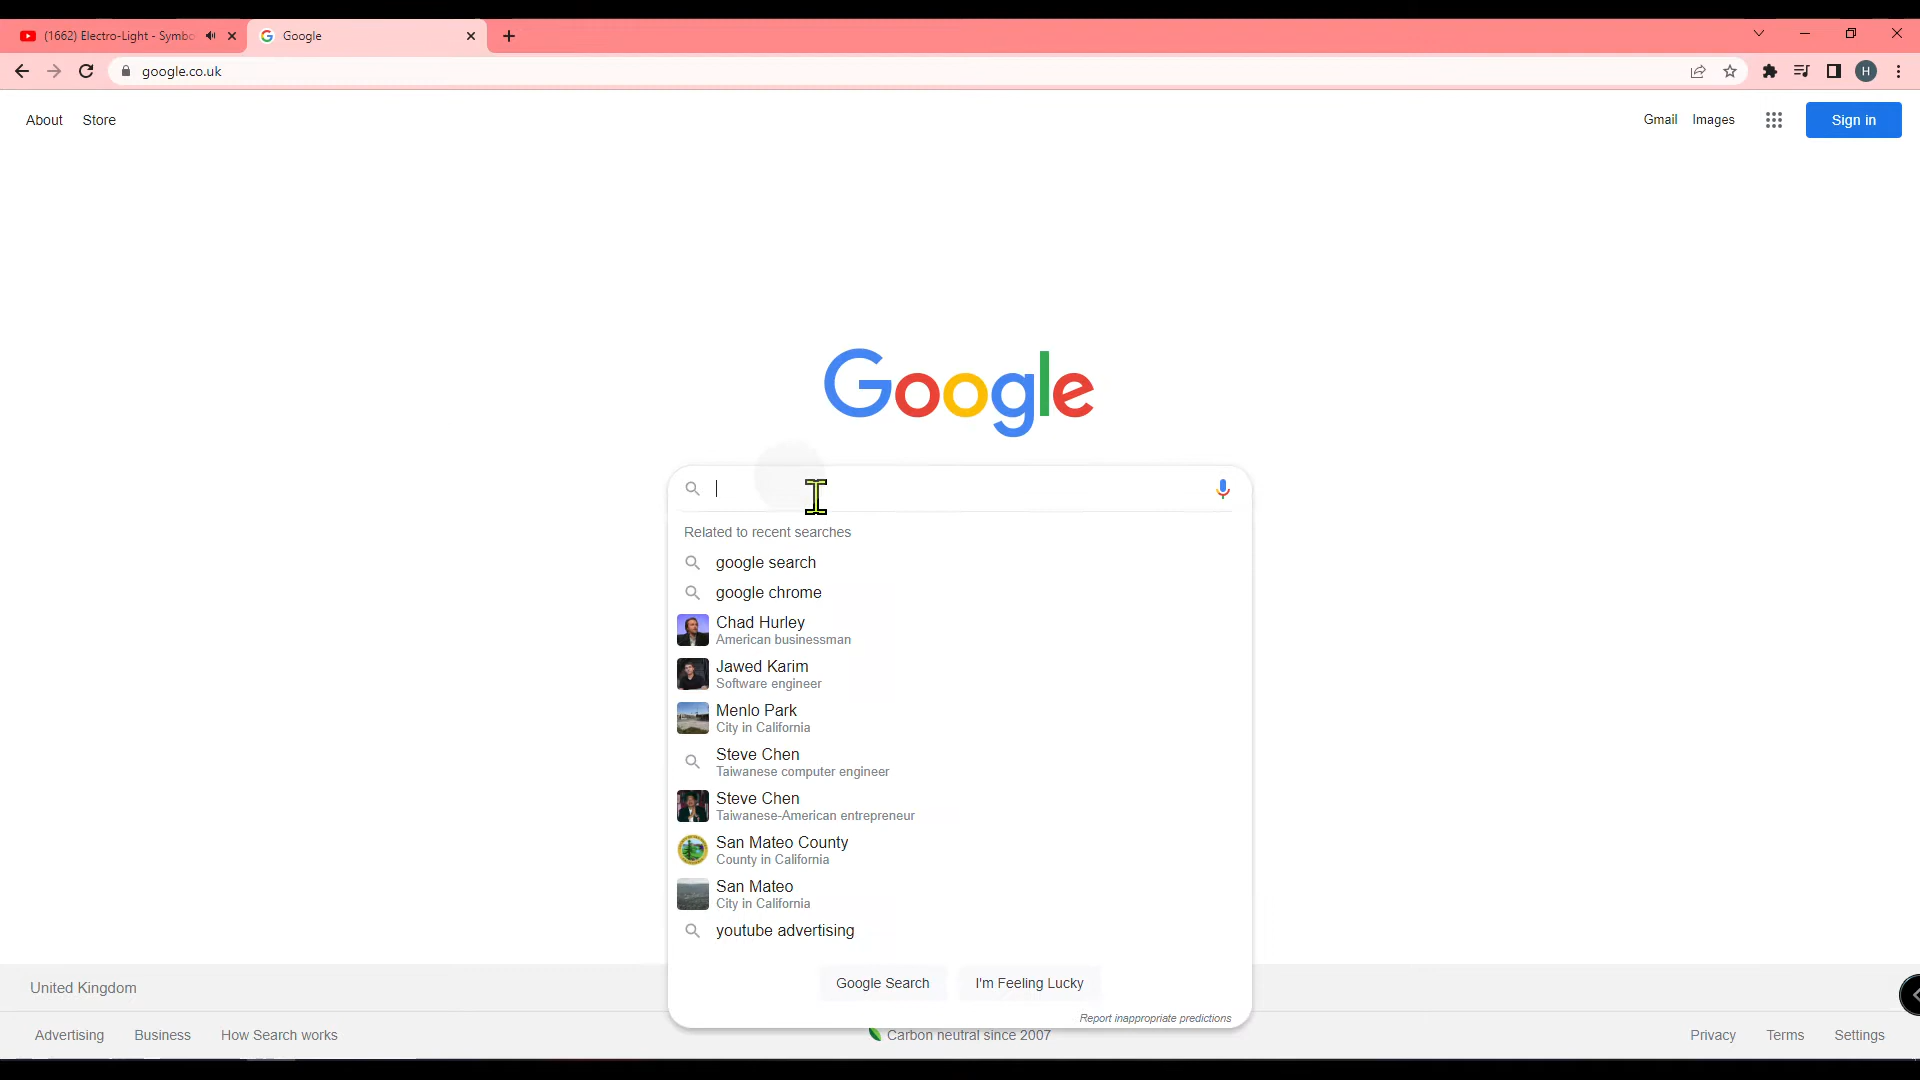 (1662) Electro-Light - Symbo
Google
google.co.uk
H
About Store
Gmail Images Sign in
Google
Related to recent searches
google search
google chrome
Chad Hurley
American businessman
Jawed Karim
Software engineer
Menlo Park
City in California
Steve Chen
Taiwanese computer engineer
Steve Chen
Taiwanese-American entrepreneur
San Mateo County
County in California
San Mateo
City in California
youtube advertising
Google Search I'm Feeling Lucky
Report inappropriate predictions
United Kingdom
Advertising Business How Search works
Carbon neutral since 2007
Privacy Terms Settings